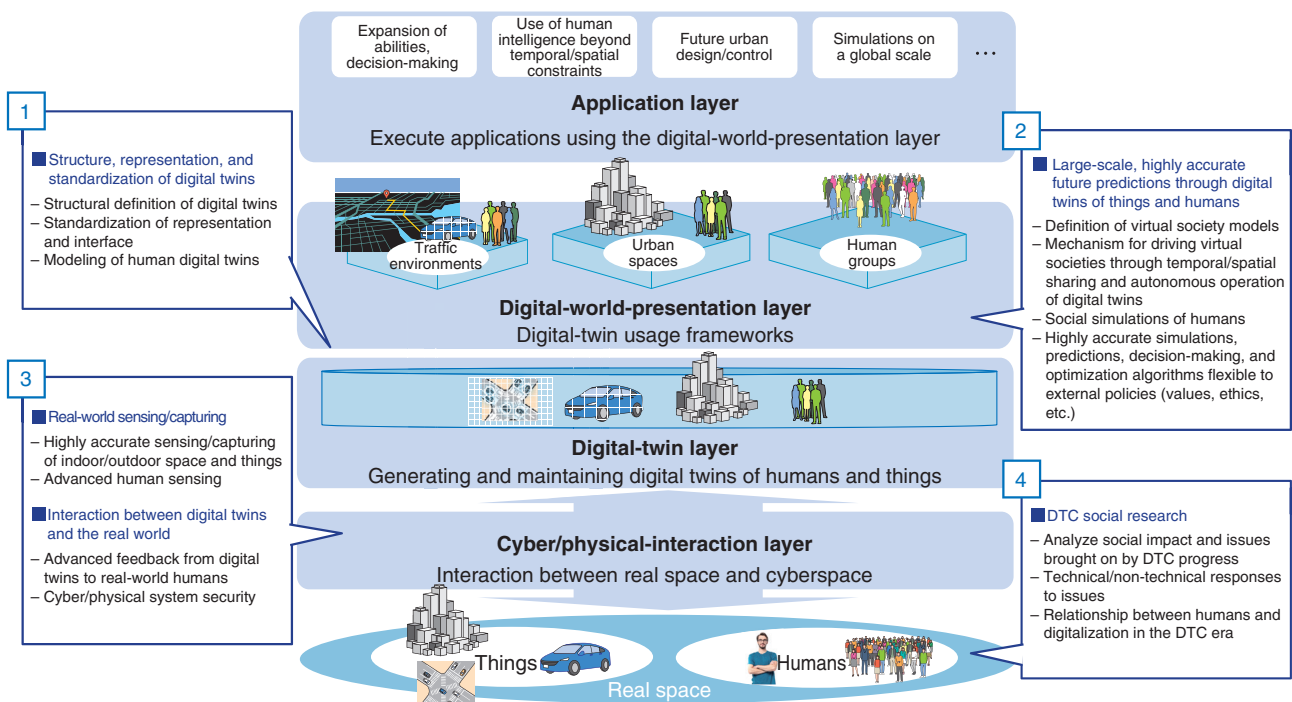 Expansion of
abilities,
decision-making
Use of human
intelligence beyond
temporal/spatial
constraints
Future urban
design/control
Simulations on
a global scale
...
Application layer
Execute applications using the digital-world-presentation layer
1
■ Structure, representation, and
standardization of digital twins
– Structural definition of digital twins
– Standardization of representation
and interface
– Modeling of human digital twins
2
■ Large-scale, highly accurate
future predictions through digital
twins of things and humans
– Definition of virtual society models
– Mechanism for driving virtual
societies through temporal/spatial
sharing and autonomous operation
of digital twins
– Social simulations of humans
– Highly accurate simulations,
predictions, decision-making, and
optimization algorithms flexible to
external policies (values, ethics,
etc.)
Traffic
environments
Urban
spaces
Human
groups
Digital-world-presentation layer
Digital-twin usage frameworks
3
■ Real-world sensing/capturing
– Highly accurate sensing/capturing
of indoor/outdoor space and things
– Advanced human sensing
■ Interaction between digital twins
and the real world
– Advanced feedback from digital
twins to real-world humans
– Cyber/physical system security
Digital-twin layer
Generating and maintaining digital twins of humans and things
4
■ DTC social research
– Analyze social impact and issues
brought on by DTC progress
– Technical/non-technical responses
to issues
– Relationship between humans and
digitalization in the DTC era
Cyber/physical-interaction layer
Interaction between real space and cyberspace
Things
Humans
Real space